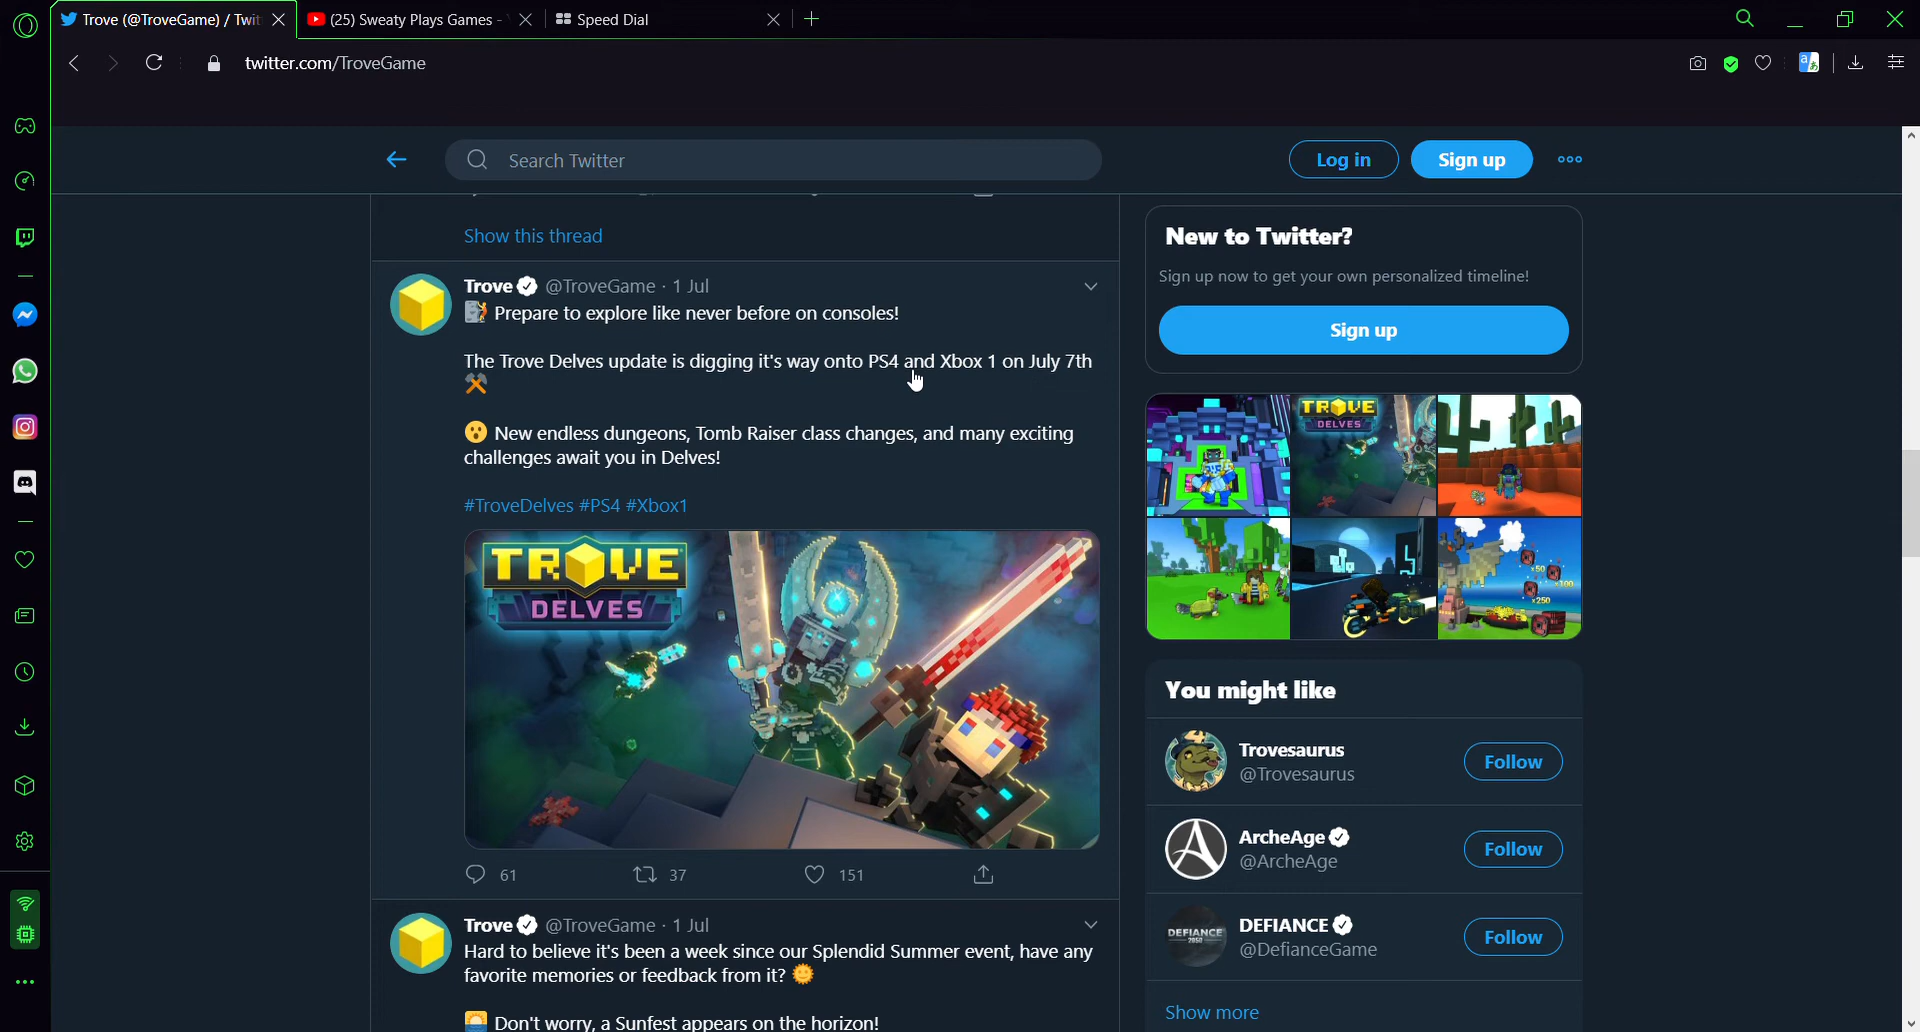 Trove (@TroveGame) / Twit
(25) Sweaty Plays Games -
Speed Dial
twitter.com/TroveGame
Search Twitter
Log in
Sign up
Show this thread
Trove @TroveGame · 1 Jul
Prepare to explore like never before on consoles!
The Trove Delves update is digging it's way onto PS4 and Xbox 1 on July 7th
New endless dungeons, Tomb Raiser class changes, and many exciting
challenges await you in Delves!
#TroveDelves #PS4 #Xbox1
TROVE
DELVES
61
37
151
Trove @TroveGame · 1 Jul
Hard to believe it's been a week since our Splendid Summer event, have any
favorite memories or feedback from it?
Don't worry, a Sunfest appears on the horizon!
New to Twitter?
Sign up now to get your own personalized timeline!
Sign up
TROVE
DELVES
x50
x100
x250
You might like
Trovesaurus
@Trovesaurus
Follow
ArcheAge
@ArcheAge
Follow
DEFIANCE
2050
DEFIANCE
@DefianceGame
Follow
Show more